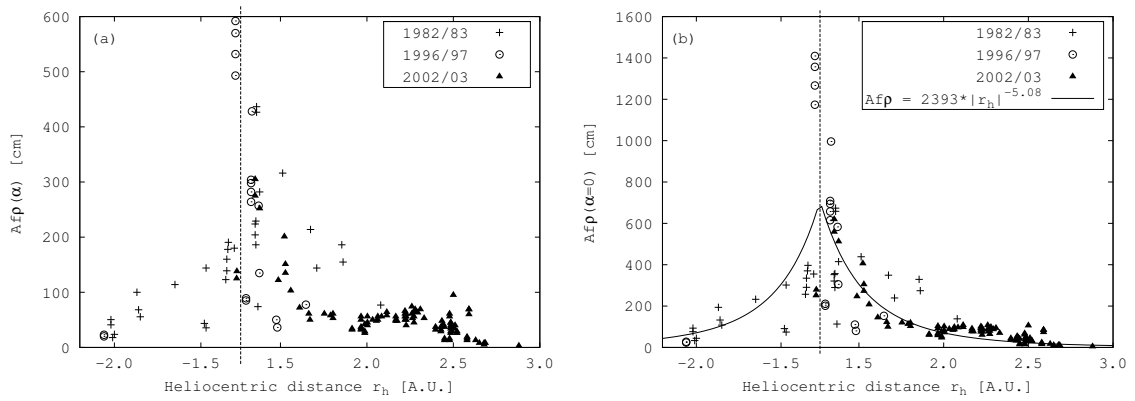 (a)
1982/83
1996/97
2002/03
600
500
400
300
200
100
0
Afρ(α) [cm]
-2.0 -1.5 1.5 2.0 2.5 3.0
Heliocentric distance r_h [A.U.]
(b)
1982/83
1996/97
2002/03
Afρ = 2393*|r_h|^-5.08
1600
1400
1200
1000
800
600
400
200
0
Afρ(α=0) [cm]
-2.0 -1.5 1.5 2.0 2.5 3.0
Heliocentric distance r_h [A.U.]